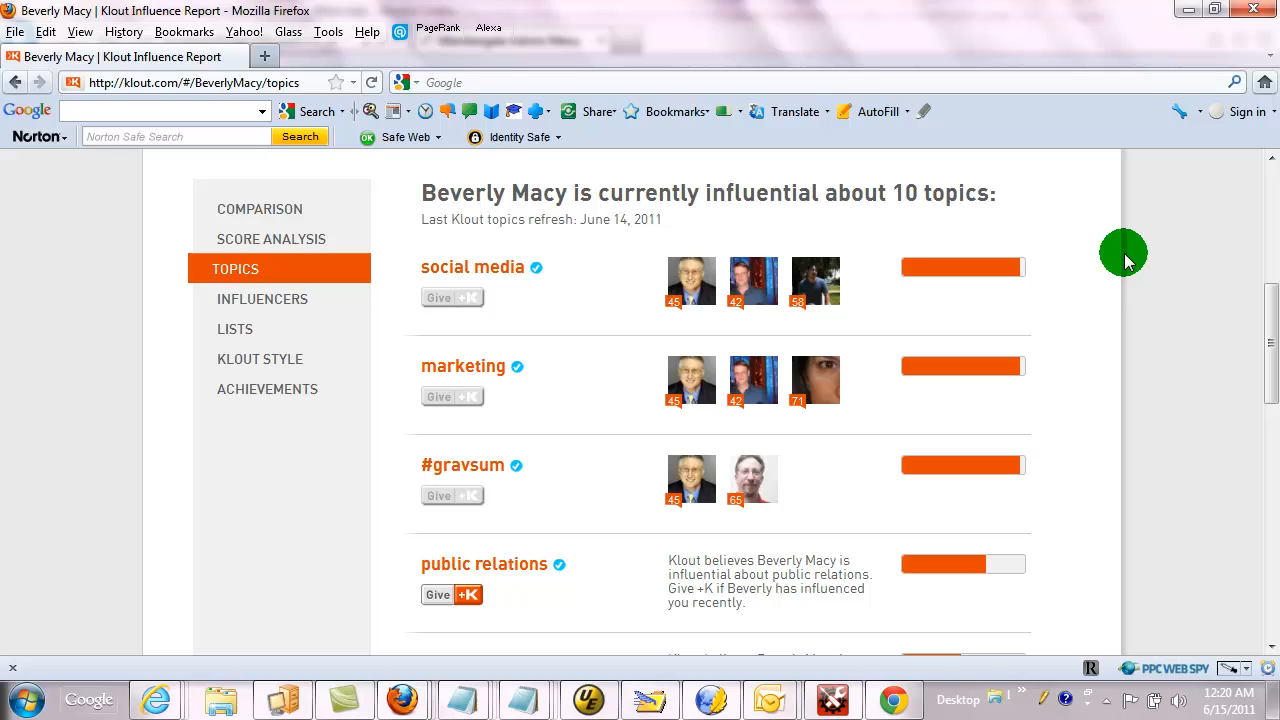 Beverly Macy | Klout Influence Report - Mozilla Firefox
File Edit View History Bookmarks Yahoo! Glass Tools Help @ PageRank Alexa
Beverly Macy | Klout Influence Report
http://klout.com/#/BeverlyMacy/topics
Google
Google Search Share Bookmarks Translate AutoFill Sign in
Norton Norton Safe Search Search OK Safe Web Identity Safe
COMPARISON
SCORE ANALYSIS
TOPICS
INFLUENCERS
LISTS
KLOUT STYLE
ACHIEVEMENTS
Beverly Macy is currently influential about 10 topics:
Last Klout topics refresh: June 14, 2011
social media
Give +K
45 42 58
marketing
Give +K
45 42 71
#gravsum
Give +K
45 65
public relations
Give +K
Klout believes Beverly Macy is
influential about public relations.
Give +K if Beverly has influenced
you recently.
R PPC WEB SPY
Google UE Desktop 12:20 AM
6/15/2011